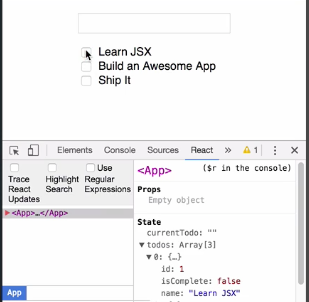 Learn JSX
Build an Awesome App
Ship It
Elements Console Sources React » 1
Trace React Updates
Highlight Search
Use Regular Expressions
<App>…</App>
App
<App> ($r in the console)
Props
Empty object
State
currentTodo: ""
▼todos: Array[3]
▼0: {…}
id: 1
isComplete: false
name: "Learn JSX"